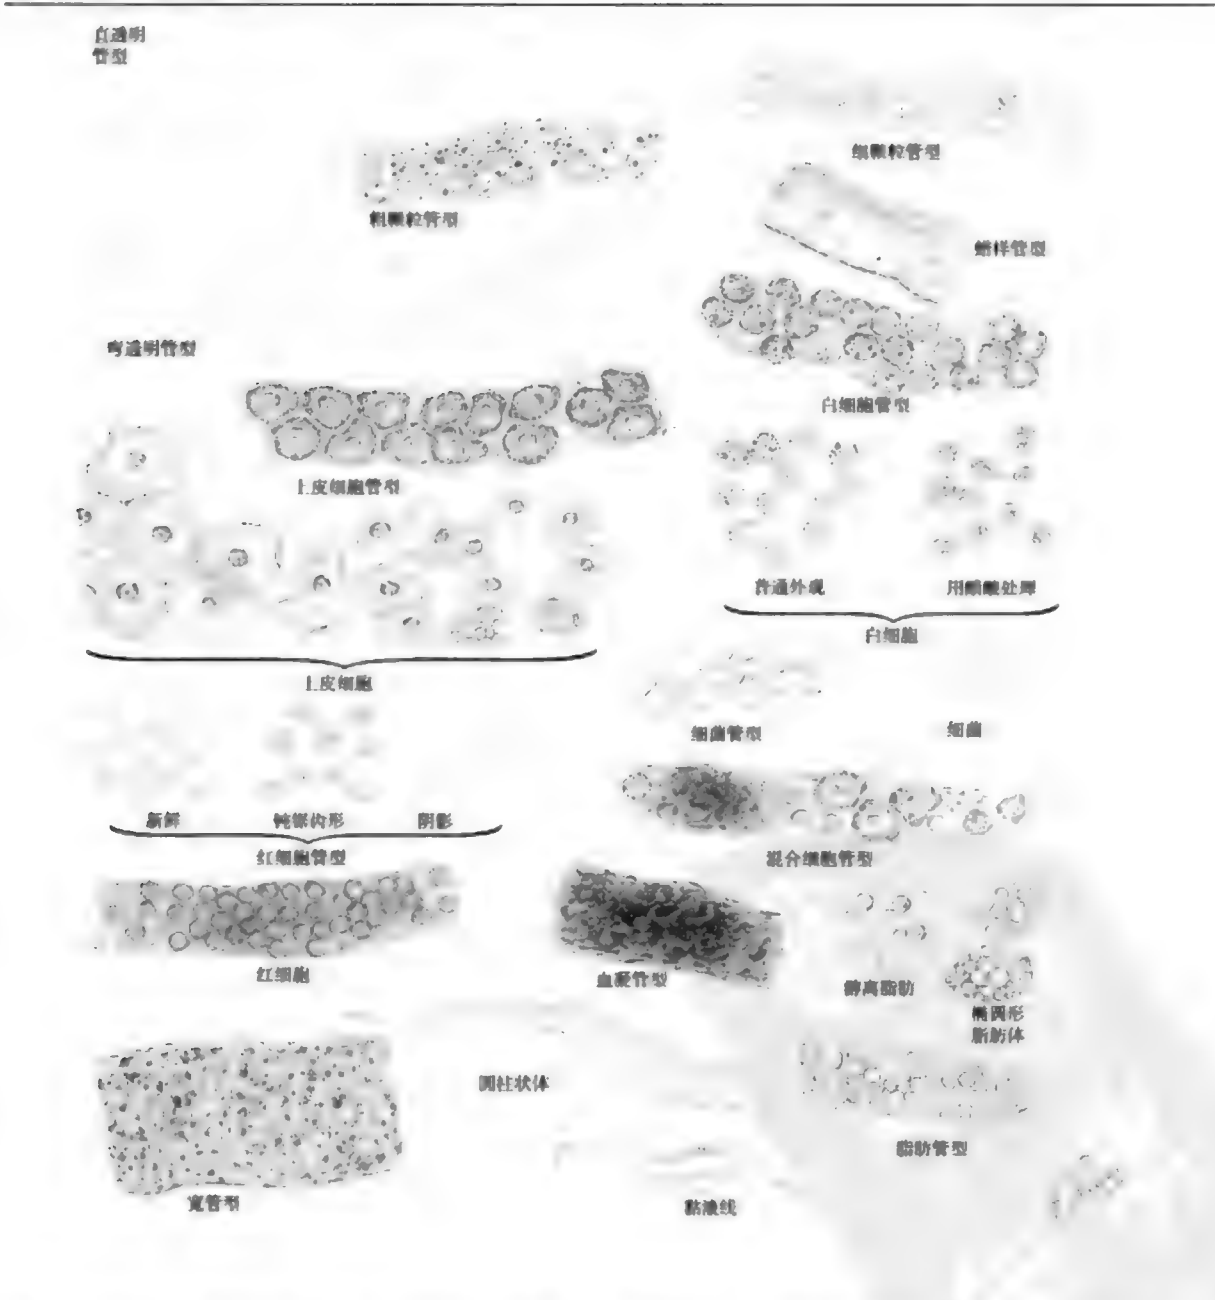 直透明
管型
细颗粒管型
粗颗粒管型
蜡样管型
弯透明管型
白细胞管型
上皮细胞管型
普通外观
用醋酸处理
白细胞
上皮细胞
细菌管型
细菌
新鲜
钝锯齿形
阴影
红细胞管型
混合细胞管型
红细胞
血凝管型
游离脂肪
椭圆形
脂肪体
圆柱状体
脂肪管型
宽管型
粘液线